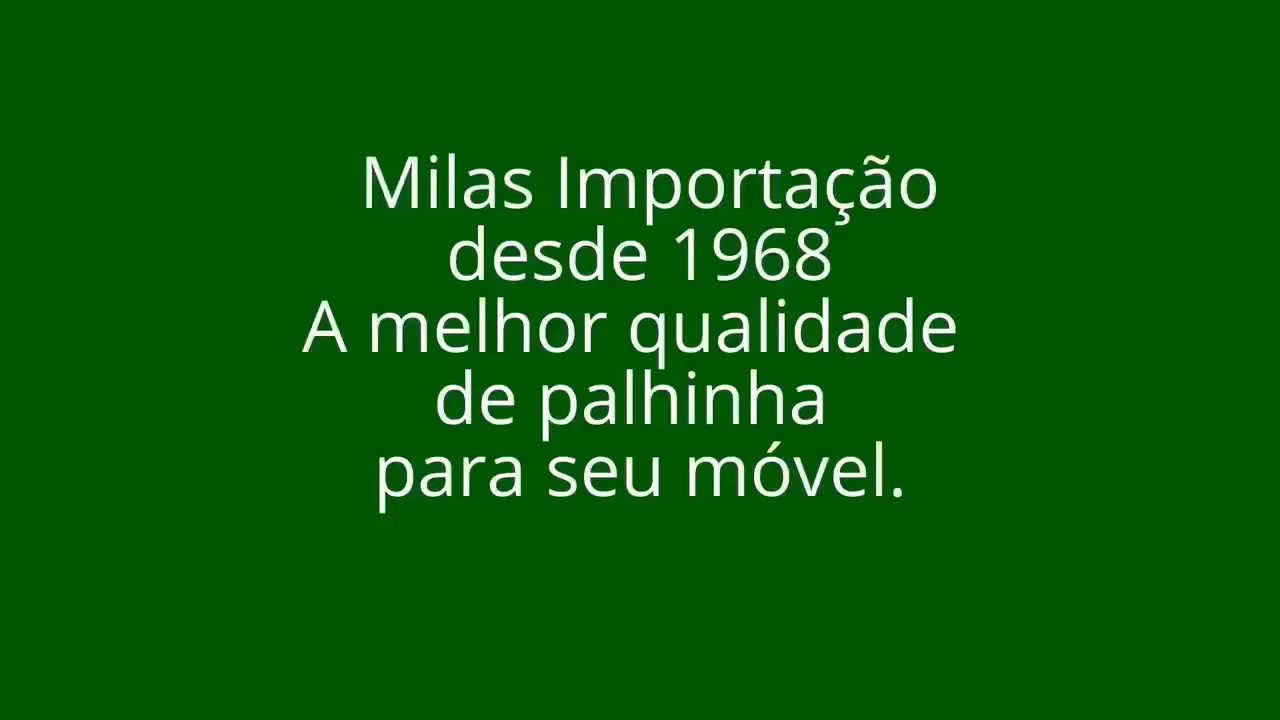 Milas Importação
desde 1968
A melhor qualidade
de palhinha
para seu móvel.